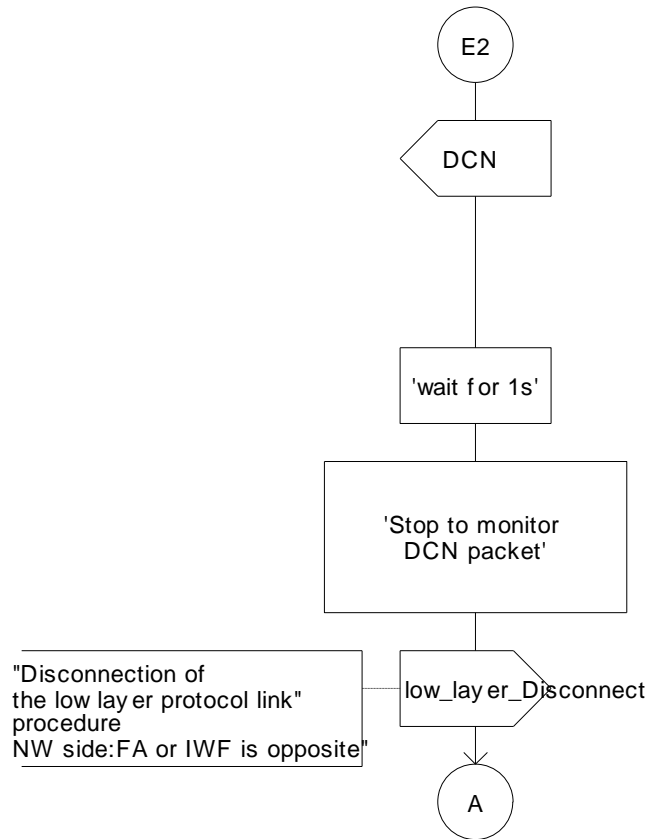 E2
DCN
'wait for 1s'
'Stop to monitor
DCN packet'
"Disconnection of
the low layer protocol link"
procedure
NW side:FA or IWF is opposite"
low_layer_Disconnect
A